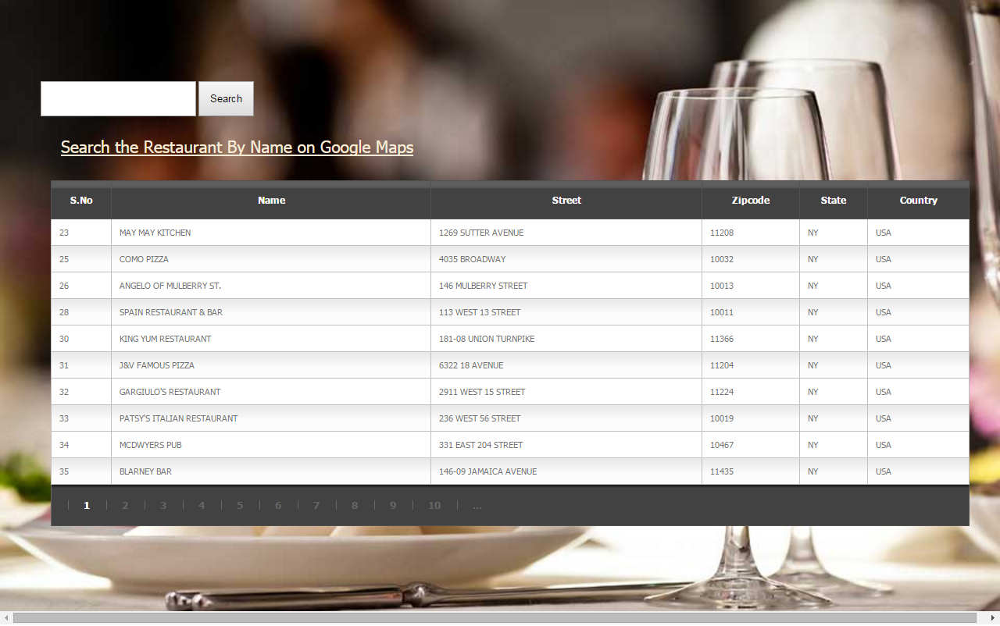 Search
Search the Restaurant By Name on Google Maps
S.No Name Street Zipcode State Country
23 MAY MAY KITCHEN 1269 SUTTER AVENUE 11208 NY USA
25 COMO PIZZA 4035 BROADWAY 10032 NY USA
26 ANGELO OF MULBERRY ST. 146 MULBERRY STREET 10013 NY USA
28 SPAIN RESTAURANT & BAR 113 WEST 13 STREET 10011 NY USA
30 KING YUM RESTAURANT 181-08 UNION TURNPIKE 11366 NY USA
31 J&V FAMOUS PIZZA 6322 18 AVENUE 11204 NY USA
32 GARGIULO'S RESTAURANT 2911 WEST 15 STREET 11224 NY USA
33 PATSY'S ITALIAN RESTAURANT 236 WEST 56 STREET 10019 NY USA
34 MCDWYERS PUB 331 EAST 204 STREET 10467 NY USA
35 BLARNEY BAR 146-09 JAMAICA AVENUE 11435 NY USA
1 2 3 4 5 6 7 8 9 10 ...